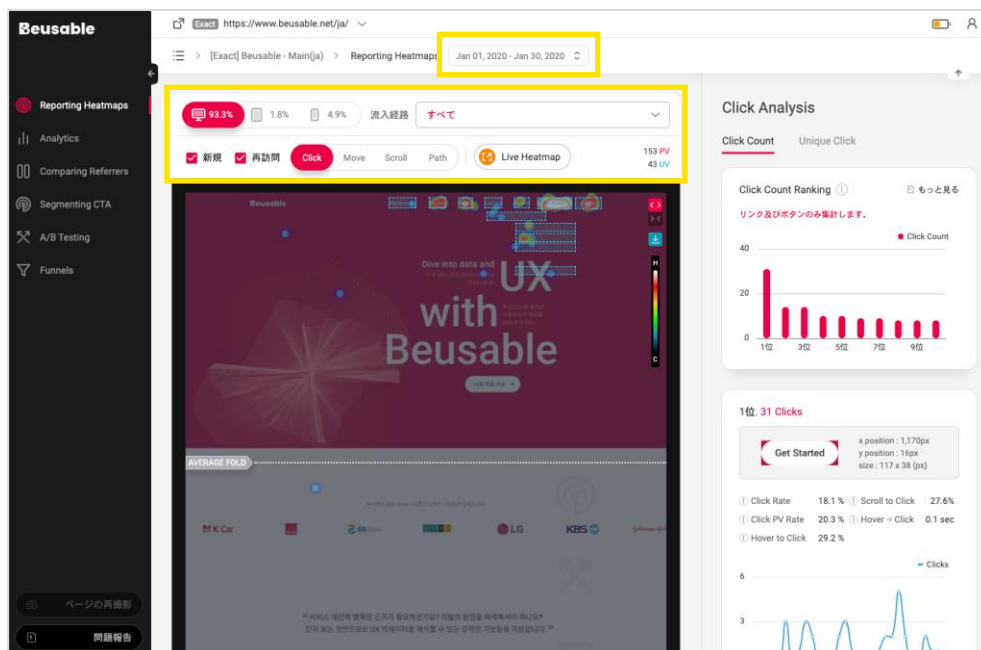 Beusable
Exact https://www.beusable.net/ja/
[Exact] Beusable - Main(ja) > Reporting Heatmaps Jan 01, 2020 - Jan 30, 2020
Reporting Heatmaps
Analytics
Comparing Referrers
Segmenting CTA
A/B Testing
Funnels
ページの再撮影
問題報告
93.3% 1.8% 4.9% 流入経路 すべて
新規 再訪問 Click Move Scroll Path Live Heatmap 153 PV
43 UV
Beusable
Dive into data and
UX
with
Beusable
H
C
AVERAGE FOLD
K Car
LG
KBS
Click Analysis
Click Count Unique Click
Click Count Ranking もっと見る
リンク及びボタンのみ集計します。
Click Count
40
20
0
1位 3位 5位 7位 9位
1位. 31 Clicks
Get Started
x position : 1,170px
y position : 16px
size : 117 x 38 (px)
Click Rate 18.1 % Scroll to Click 27.6%
Click PV Rate 20.3 % Hover→Click 0.1 sec
Hover to Click 29.2 %
Clicks
6
3